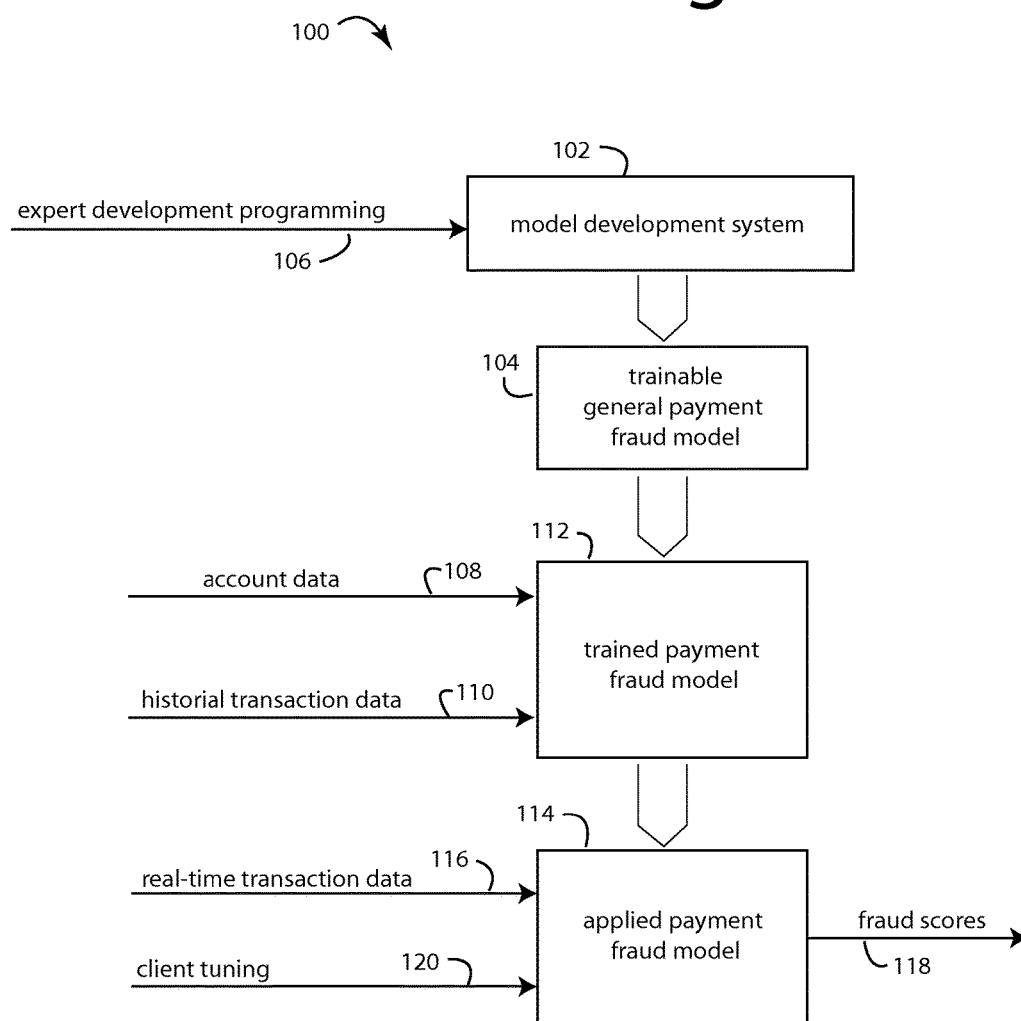 100
102
expert development programming
model development system
106
104
trainable
general payment
fraud model
112
account data
108
trained payment
fraud model
historial transaction data
110
114
116
real-time transaction data
applied payment
fraud model
fraud scores
118
client tuning
120